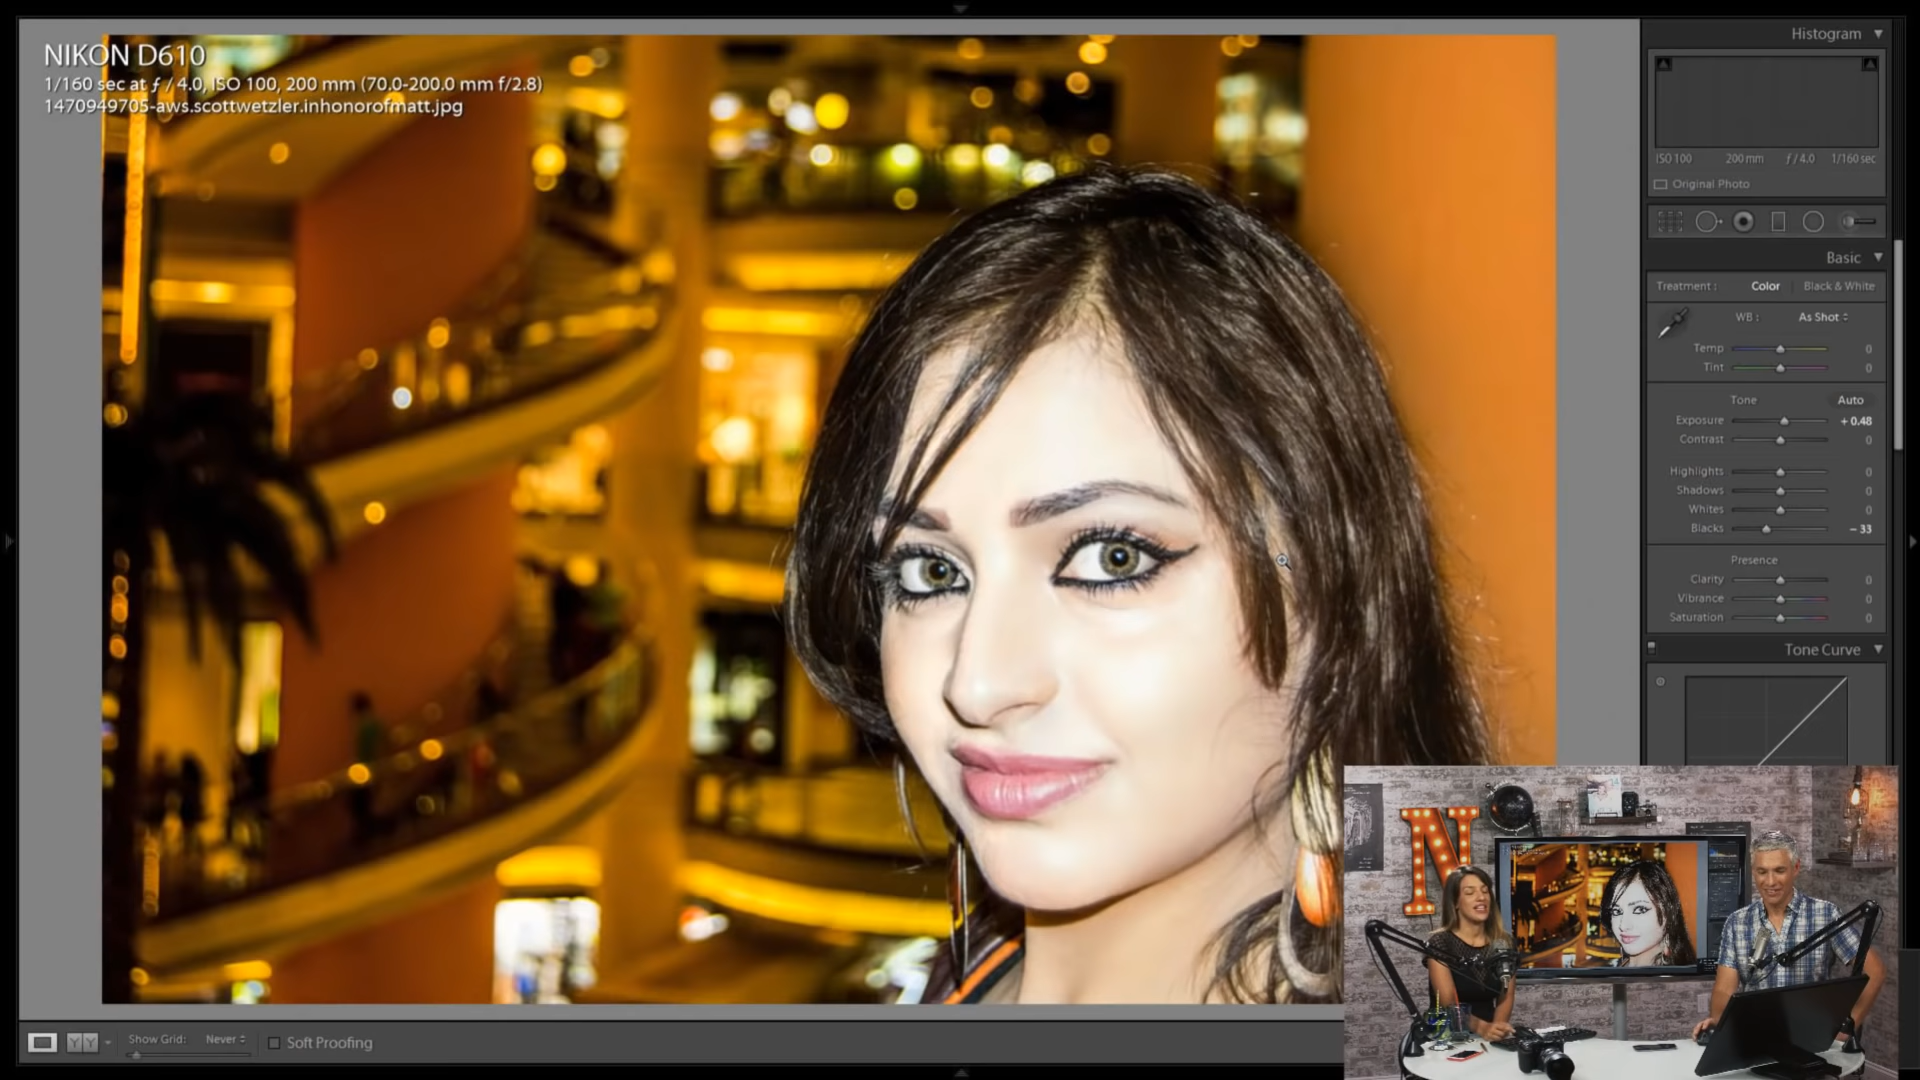 NIKON D610
1/160 sec at ƒ / 4.0, ISO 100, 200 mm (70.0-200.0 mm f/2.8)
1470949705-aws.scottwetzler.inhonorofmatt.jpg
Histogram
ISO 100 200 mm ƒ / 4.0 1/160 sec
Original Photo
Basic
Treatment : Color Black & White
WB : As Shot
Temp 0
Tint 0
Tone Auto
Exposure + 0.48
Contrast 0
Highlights 0
Shadows 0
Whites 0
Blacks – 33
Presence
Clarity 0
Vibrance 0
Saturation 0
Tone Curve
N
YY Show Grid: Never Soft Proofing